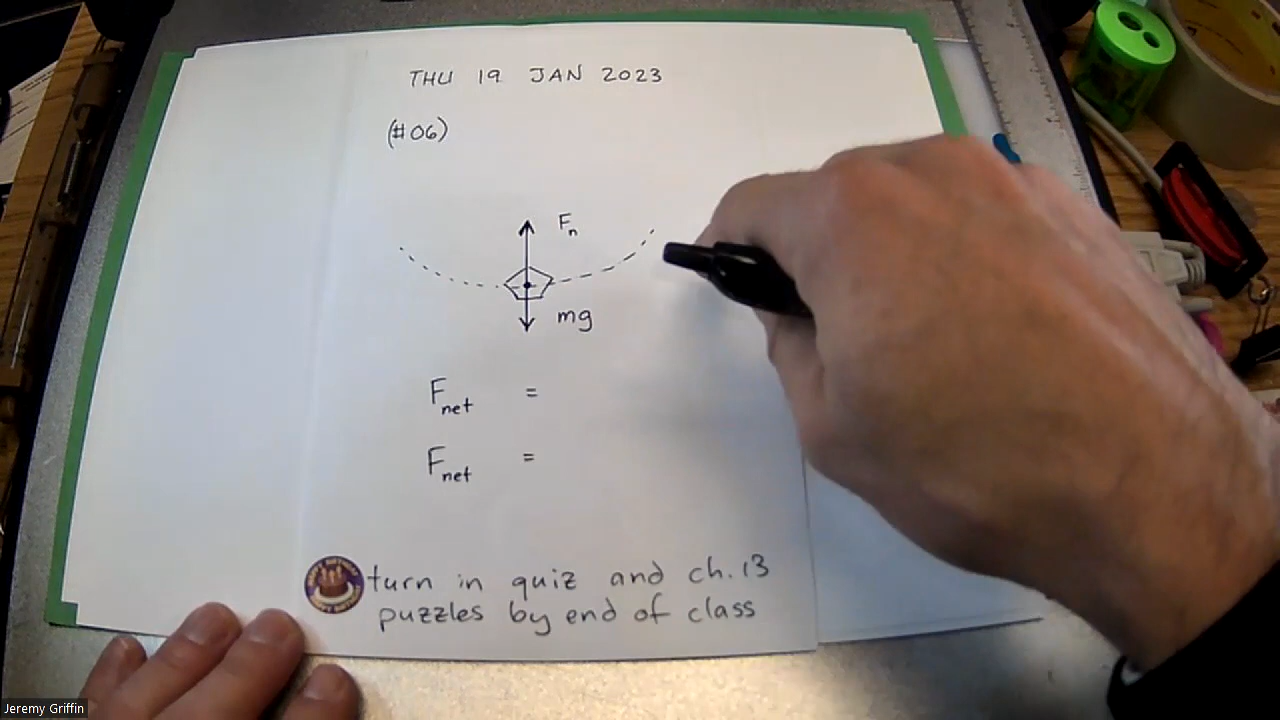 THU 19 JAN 2023
(#06)
Fn
mg
Fnet =
Fnet =
turn in quiz and ch. 13
puzzles by end of class
Jeremy Griffin